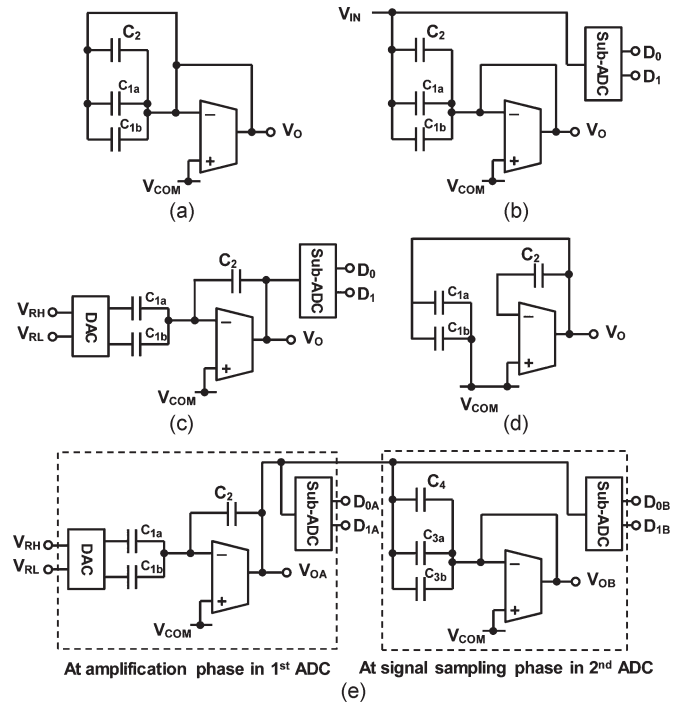 C2
C1a
C1b
−
+
VO
VCOM
(a)
VIN
C2
C1a
C1b
−
+
VO
VCOM
Sub-ADC
D0
D1
(b)
VRH
VRL
DAC
C1a
C1b
C2
−
+
VO
VCOM
Sub-ADC
D0
D1
(c)
C1a
C1b
C2
−
+
VO
VCOM
(d)
VRH
VRL
DAC
C1a
C1b
C2
−
+
VOA
VCOM
Sub-ADC
D0A
D1A
C4
C3a
C3b
−
+
VOB
VCOM
Sub-ADC
D0B
D1B
At amplification phase in 1st ADC
At signal sampling phase in 2nd ADC
(e)